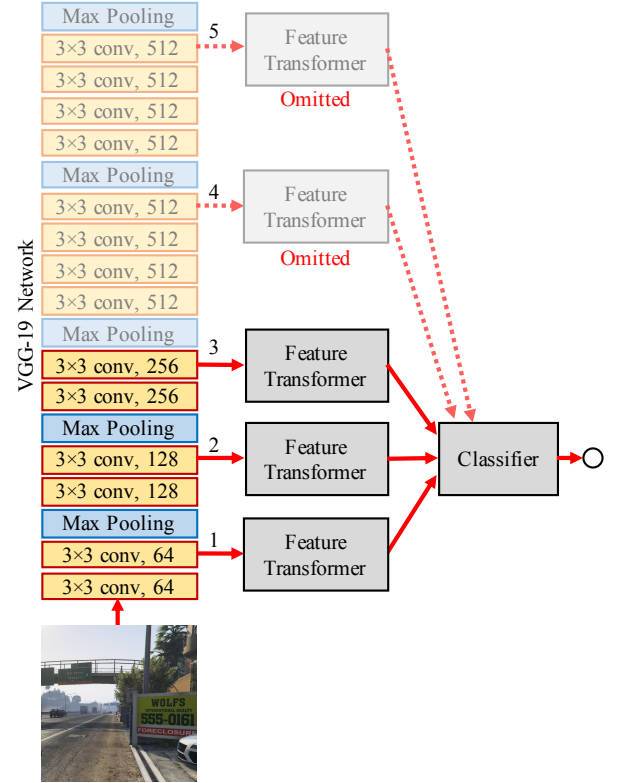 Max Pooling
5
3×3 conv, 512
3×3 conv, 512
3×3 conv, 512
3×3 conv, 512
Feature
Transformer
Omitted
Max Pooling
4
3×3 conv, 512
3×3 conv, 512
3×3 conv, 512
3×3 conv, 512
Feature
Transformer
Omitted
VGG-19 Network
Max Pooling
3
3×3 conv, 256
3×3 conv, 256
Feature
Transformer
Max Pooling
2
3×3 conv, 128
3×3 conv, 128
Feature
Transformer
Classifier
Max Pooling
1
3×3 conv, 64
3×3 conv, 64
Feature
Transformer
WOLFS
INTERNATIONAL REALTY
555-0161
FORECLOSURE